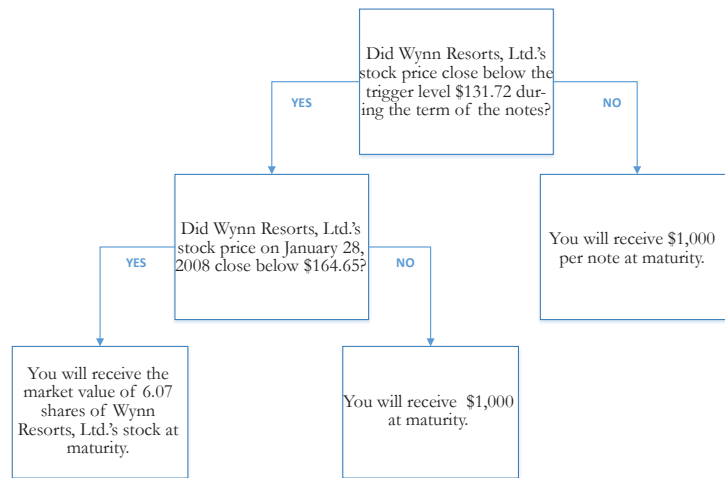 Did Wynn Resorts, Ltd.'s
stock price close below the
trigger level $131.72 dur-
ing the term of the notes?
YES
NO
Did Wynn Resorts, Ltd.'s
stock price on January 28,
2008 close below $164.65?
You will receive $1,000
per note at maturity.
YES
NO
You will receive the
market value of 6.07
shares of Wynn
Resorts, Ltd.'s stock at
maturity.
You will receive $1,000
at maturity.